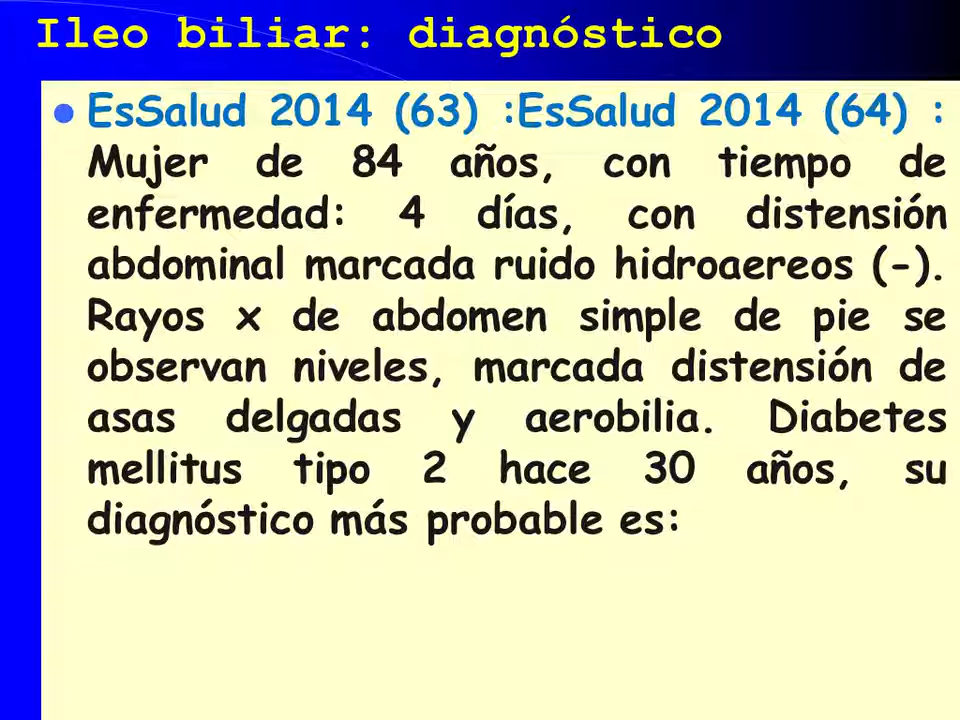 Ileo biliar: diagnóstico
EsSalud 2014 (63) :EsSalud 2014 (64) :
Mujer de 84 años, con tiempo de
enfermedad: 4 días, con distensión
abdominal marcada ruido hidroaereos (-).
Rayos x de abdomen simple de pie se
observan niveles, marcada distensión de
asas delgadas y aerobilia. Diabetes
mellitus tipo 2 hace 30 años, su
diagnóstico más probable es: